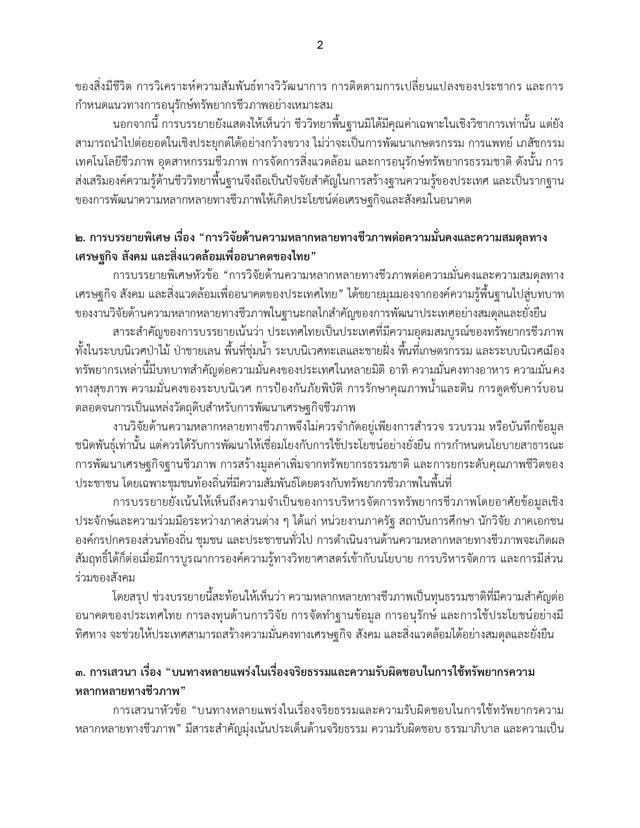 2
ของสิ่งมีชีวิต การวิเคราะห์ความสัมพันธ์ทางวิวัฒนาการ การติดตามการเปลี่ยนแปลงของประชากร และการ
กำหนดแนวทางการอนุรักษ์ทรัพยากรชีวภาพอย่างเหมาะสม
นอกจากนี้ การบรรยายยังแสดงให้เห็นว่า ชีววิทยาพื้นฐานมิได้มีคุณค่าเฉพาะในเชิงวิชาการเท่านั้น แต่ยัง
สามารถนำไปต่อยอดในเชิงประยุกต์ได้อย่างกว้างขวาง ไม่ว่าจะเป็นการพัฒนาเกษตรกรรม การแพทย์ เภสัชกรรม
เทคโนโลยีชีวภาพ อุตสาหกรรมชีวภาพ การจัดการสิ่งแวดล้อม และการอนุรักษ์ทรัพยากรธรรมชาติ ดังนั้น การ
ส่งเสริมองค์ความรู้ด้านชีววิทยาพื้นฐานจึงถือเป็นปัจจัยสำคัญในการสร้างฐานความรู้ของประเทศ และเป็นรากฐาน
ของการพัฒนาความหลากหลายทางชีวภาพให้เกิดประโยชน์ต่อเศรษฐกิจและสังคมในอนาคต
๒. การบรรยายพิเศษ เรื่อง “การวิจัยด้านความหลากหลายทางชีวภาพต่อความมั่นคงและความสมดุลทาง
เศรษฐกิจ สังคม และสิ่งแวดล้อมเพื่ออนาคตของไทย”
การบรรยายพิเศษหัวข้อ “การวิจัยด้านความหลากหลายทางชีวภาพต่อความมั่นคงและความสมดุลทาง
เศรษฐกิจ สังคม และสิ่งแวดล้อมเพื่ออนาคตของประเทศไทย” ได้ขยายมุมมองจากองค์ความรู้พื้นฐานไปสู่บทบาท
ของงานวิจัยด้านความหลากหลายทางชีวภาพในฐานะกลไกสำคัญของการพัฒนาประเทศอย่างสมดุลและยั่งยืน
สาระสำคัญของการบรรยายเน้นว่า ประเทศไทยเป็นประเทศที่มีความอุดมสมบูรณ์ของทรัพยากรชีวภาพ
ทั้งในระบบนิเวศป่าไม้ ป่าชายเลน พื้นที่ชุ่มน้ำ ระบบนิเวศทะเลและชายฝั่ง พื้นที่เกษตรกรรม และระบบนิเวศเมือง
ทรัพยากรเหล่านี้มีบทบาทสำคัญต่อความมั่นคงของประเทศในหลายมิติ อาทิ ความมั่นคงทางอาหาร ความมั่นคง
ทางสุขภาพ ความมั่นคงของระบบนิเวศ การป้องกันภัยพิบัติ การรักษาคุณภาพน้ำและดิน การดูดซับคาร์บอน
ตลอดจนการเป็นแหล่งวัตถุดิบสำหรับการพัฒนาเศรษฐกิจชีวภาพ
งานวิจัยด้านความหลากหลายทางชีวภาพจึงไม่ควรจำกัดอยู่เพียงการสำรวจ รวบรวม หรือบันทึกข้อมูล
ชนิดพันธุ์เท่านั้น แต่ควรได้รับการพัฒนาให้เชื่อมโยงกับการใช้ประโยชน์อย่างยั่งยืน การกำหนดนโยบายสาธารณะ
การพัฒนาเศรษฐกิจฐานชีวภาพ การสร้างมูลค่าเพิ่มจากทรัพยากรธรรมชาติ และการยกระดับคุณภาพชีวิตของ
ประชาชน โดยเฉพาะชุมชนท้องถิ่นที่มีความสัมพันธ์โดยตรงกับทรัพยากรชีวภาพในพื้นที่
การบรรยายยังเน้นให้เห็นถึงความจำเป็นของการบริหารจัดการทรัพยากรชีวภาพโดยอาศัยข้อมูลเชิง
ประจักษ์และความร่วมมือระหว่างภาคส่วนต่าง ๆ ได้แก่ หน่วยงานภาครัฐ สถาบันการศึกษา นักวิจัย ภาคเอกชน
องค์กรปกครองส่วนท้องถิ่น ชุมชน และประชาชนทั่วไป การดำเนินงานด้านความหลากหลายทางชีวภาพจะเกิดผล
สัมฤทธิ์ได้ก็ต่อเมื่อมีการบูรณาการองค์ความรู้ทางวิทยาศาสตร์เข้ากับนโยบาย การบริหารจัดการ และการมีส่วน
ร่วมของสังคม
โดยสรุป ช่วงบรรยายนี้สะท้อนให้เห็นว่า ความหลากหลายทางชีวภาพเป็นทุนธรรมชาติที่มีความสำคัญต่อ
อนาคตของประเทศไทย การลงทุนด้านการวิจัย การจัดทำฐานข้อมูล การอนุรักษ์ และการใช้ประโยชน์อย่างมี
ทิศทาง จะช่วยให้ประเทศสามารถสร้างความมั่นคงทางเศรษฐกิจ สังคม และสิ่งแวดล้อมได้อย่างสมดุลและยั่งยืน
๓. การเสวนา เรื่อง “บนทางหลายแพร่งในเรื่องจริยธรรมและความรับผิดชอบในการใช้ทรัพยากรความ
หลากหลายทางชีวภาพ”
การเสวนาหัวข้อ “บนทางหลายแพร่งในเรื่องจริยธรรมและความรับผิดชอบในการใช้ทรัพยากรความ
หลากหลายทางชีวภาพ” มีสาระสำคัญมุ่งเน้นประเด็นด้านจริยธรรม ความรับผิดชอบ ธรรมาภิบาล และความเป็น